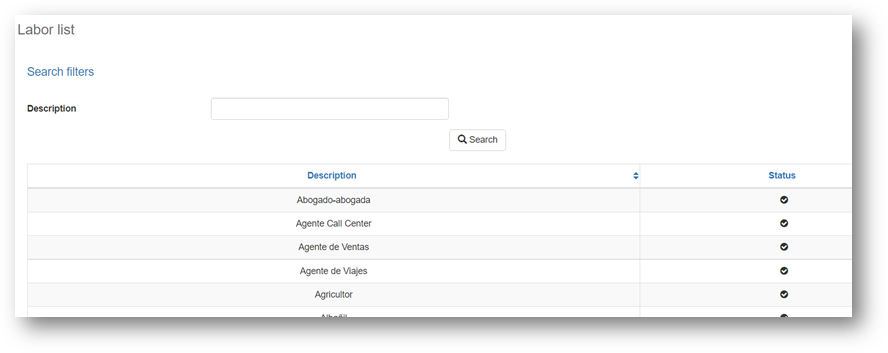 Labor list
Search filters
Description
Search
Description Status
Abogado-abogada
Agente Call Center
Agente de Ventas
Agente de Viajes
Agricultor